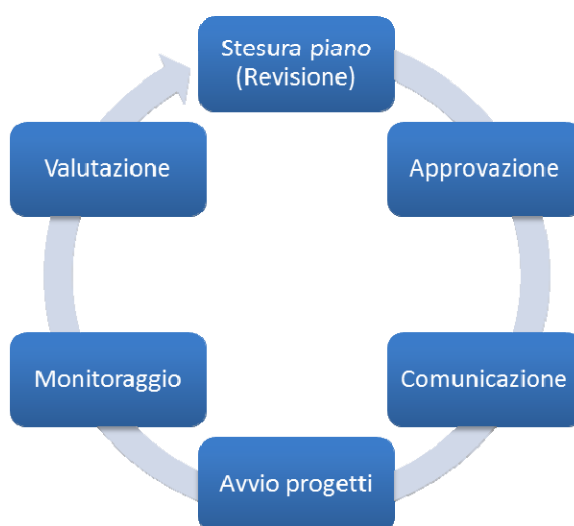 Stesura piano
(Revisione)
Approvazione
Comunicazione
Avvio progetti
Monitoraggio
Valutazione